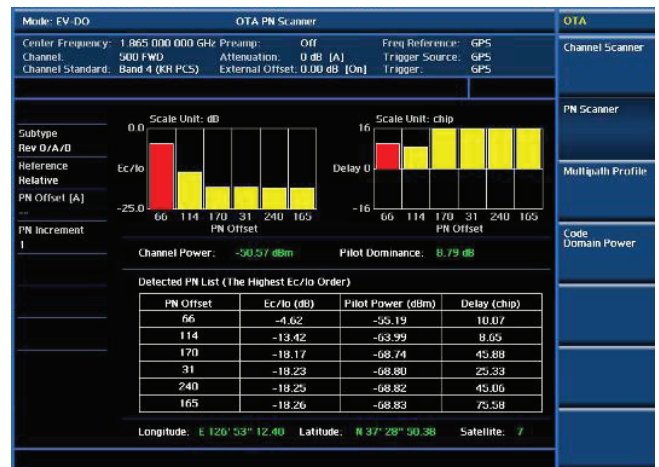 Mode: EV-DO OTA PN Scanner OTA
Center Frequency: 1.865 000 000 GHz Preamp: Off Freq Reference: GPS
Channel: 500 FWD Attenuation: 0 dB [A] Trigger Source: GPS
Channel Standard: Band 4 (KR PCS) External Offset: 0.00 dB [On] Trigger: GPS
Channel Scanner
PN Scanner
Multipath Profile
Code
Domain Power
Subtype
Rev 0/A/B
Reference
Relative
PN Offset [A]
--
PN Increment
1
Scale Unit: dB
0.0
Ec/Io
-25.0
66 114 170 31 240 165
PN Offset
Scale Unit: chip
16
Delay 0
-16
66 114 170 31 240 165
PN Offset
Channel Power: -50.57 dBm Pilot Dominance: 8.79 dB
Detected PN List (The Highest Ec/Io Order)
PN Offset Ec/Io (dB) Pilot Power (dBm) Delay (chip)
66 -4.62 -55.19 10.07
114 -13.42 -63.99 8.65
170 -18.17 -68.74 45.88
31 -18.23 -68.80 25.33
240 -18.25 -68.82 45.06
165 -18.26 -68.83 75.58
Longitude: E 126' 53" 12.40 Latitude: N 37' 28" 50.38 Satellite: 7